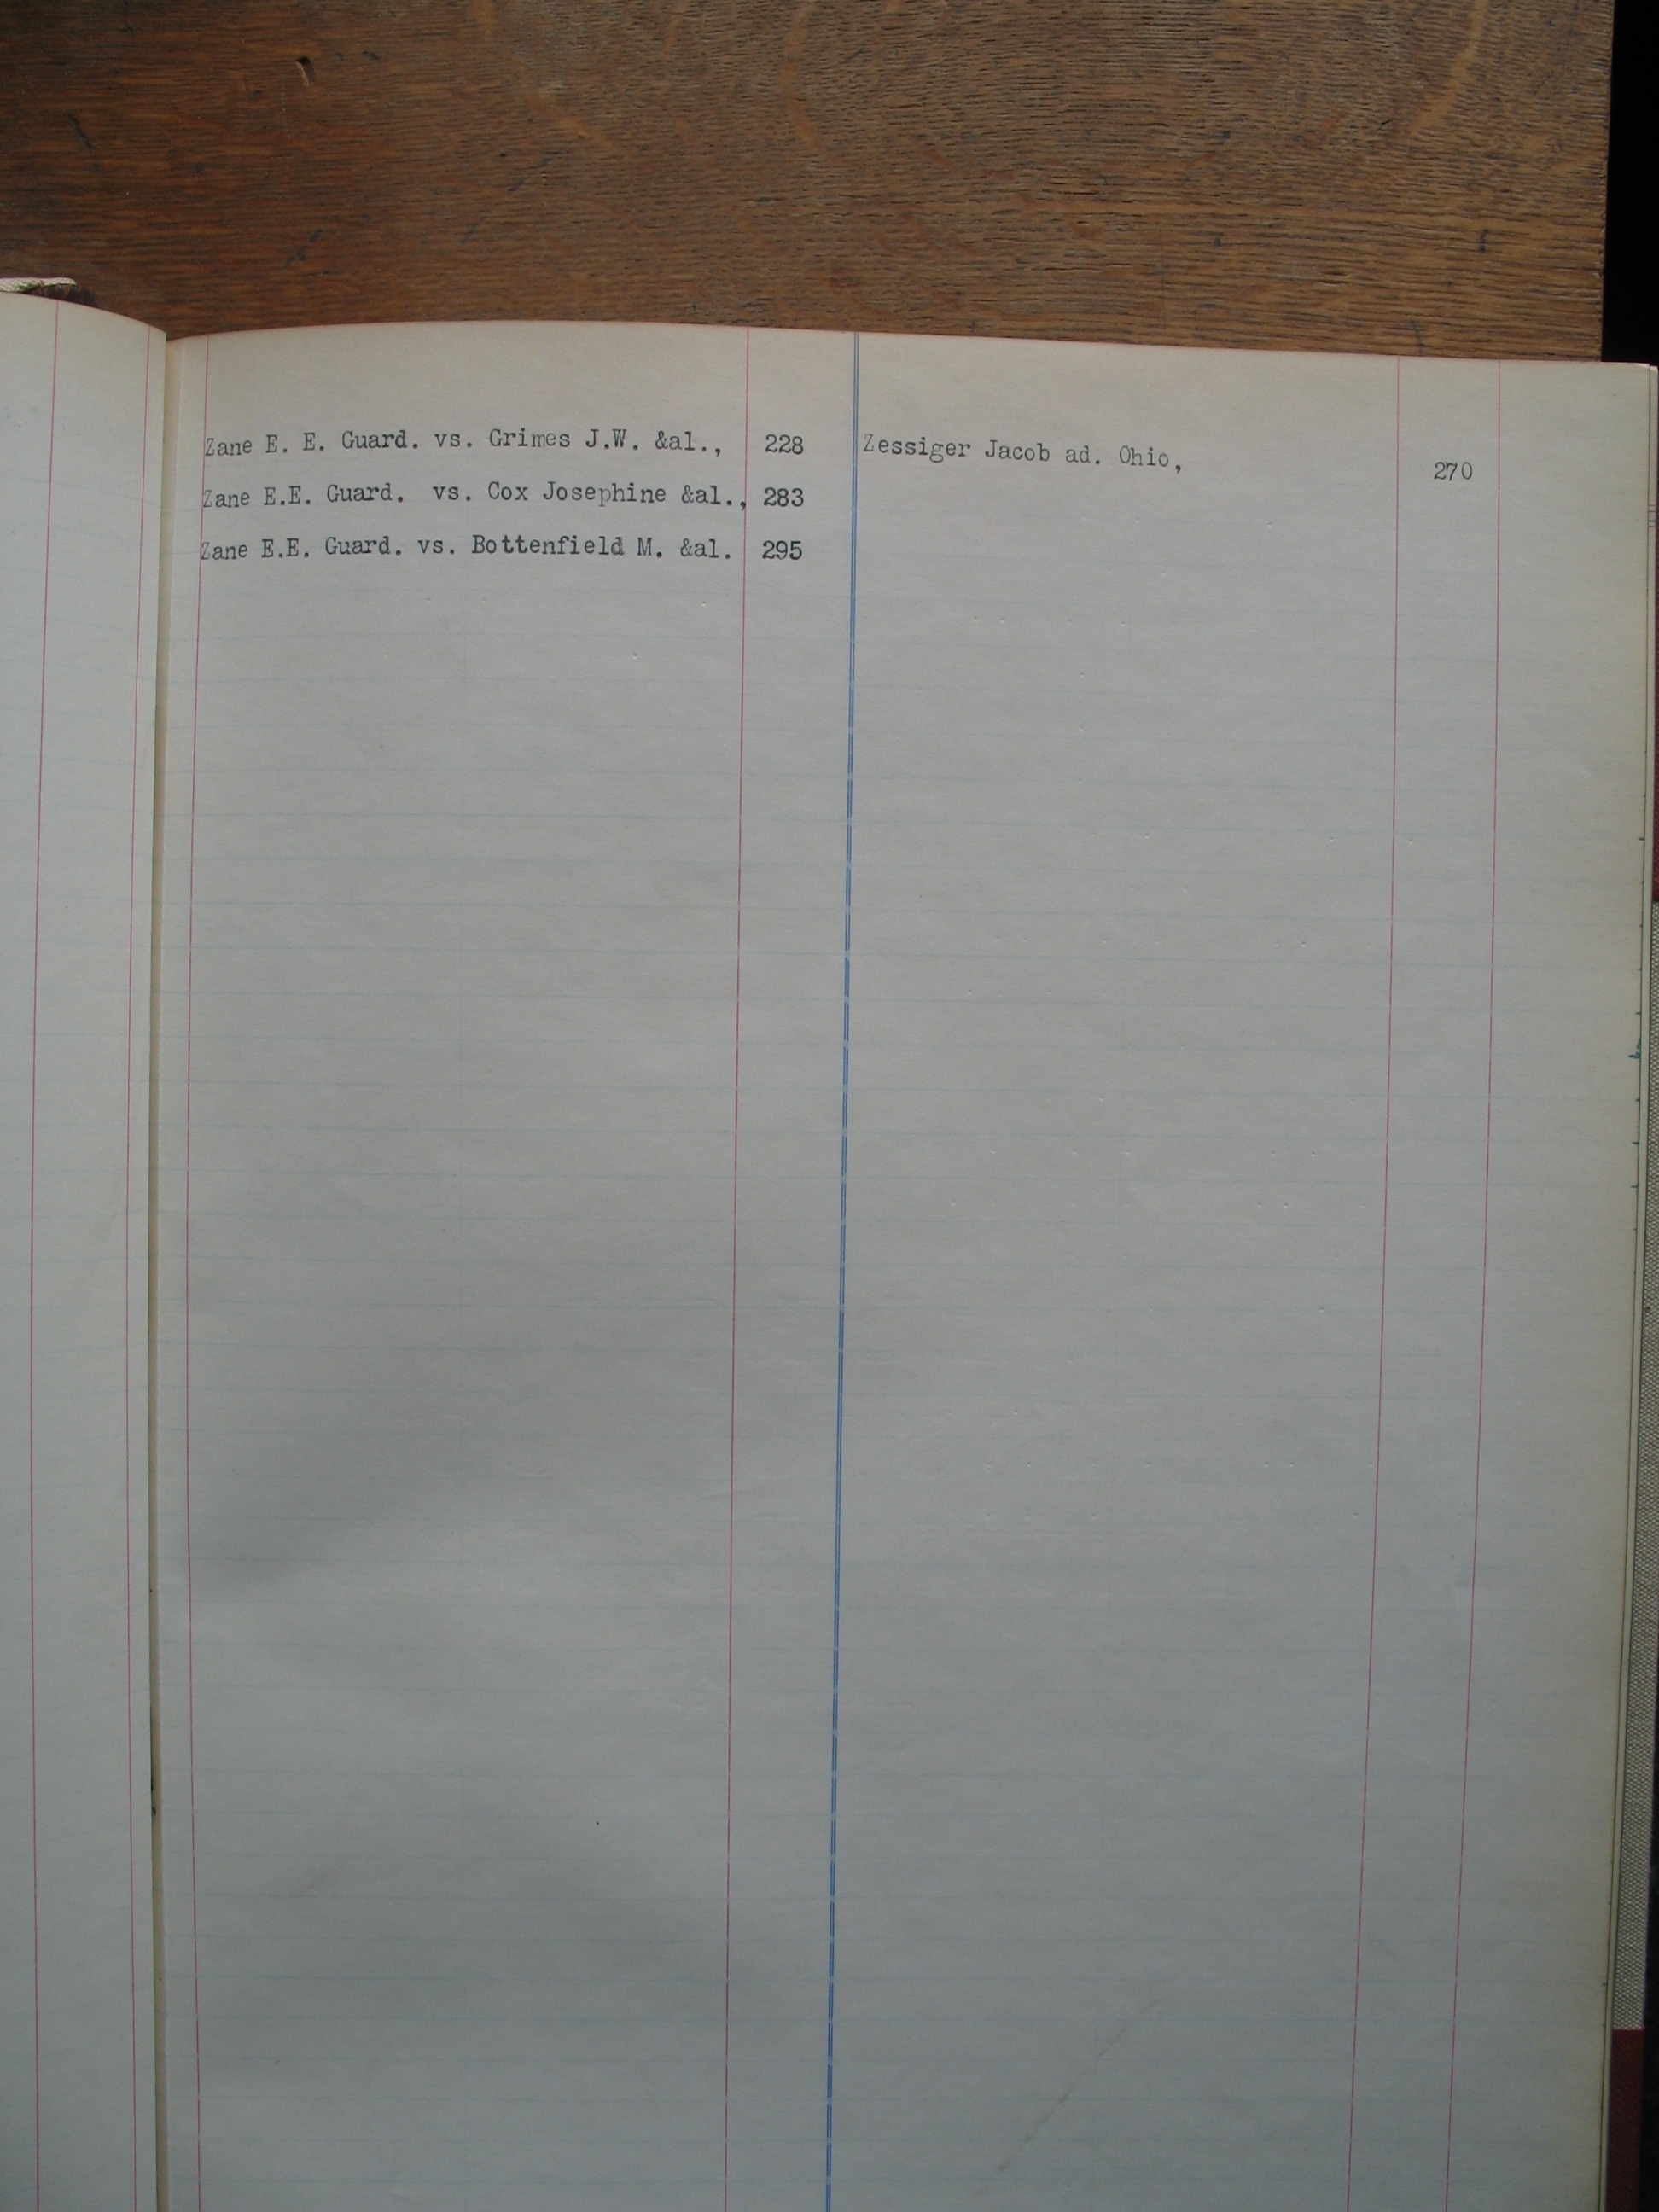 Zane E. E. Guard. vs. Grimes J.W. &al., 228
Zane E.E. Guard. vs. Cox Josephine &al., 283
Zane E.E. Guard. vs. Bottenfield M. &al. 295
Zessiger Jacob ad. Ohio, 270